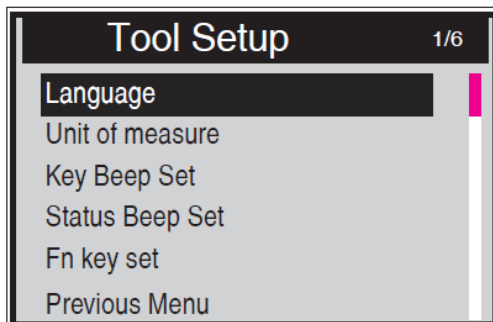 Tool Setup 1/6
Language
Unit of measure
Key Beep Set
Status Beep Set
Fn key set
Previous Menu